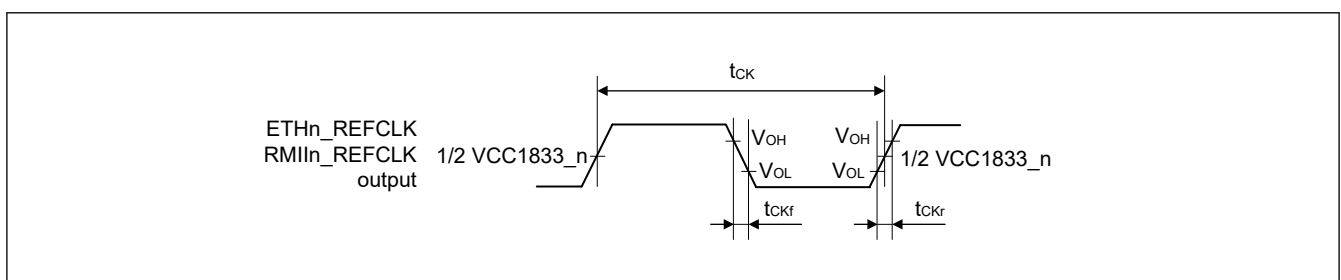 tCK
ETHn_REFCLK
RMIIn_REFCLK
output
1/2 VCC1833_n
VOH
VOL
VOH
VOL
1/2 VCC1833_n
tCKf
tCKr